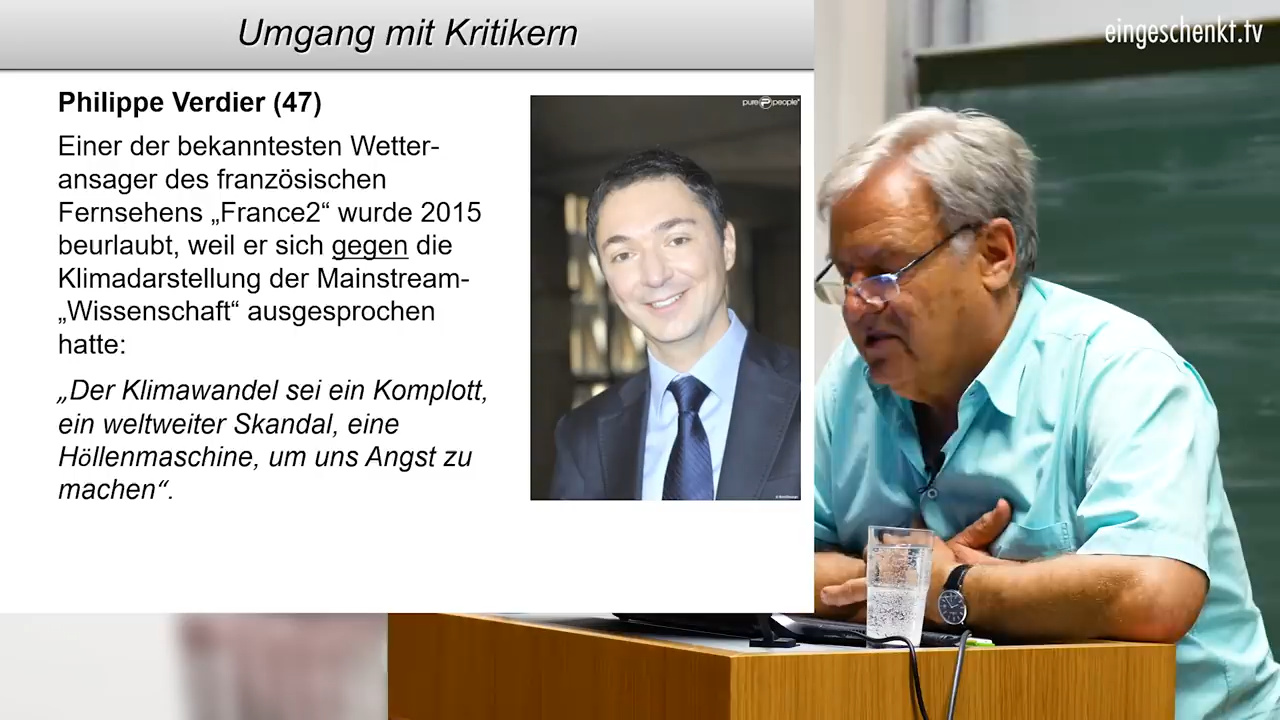 Umgang mit Kritikern
eingeschenkt.tv
Philippe Verdier (47)
Einer der bekanntesten Wetter-
ansager des französischen
Fernsehens „France2“ wurde 2015
beurlaubt, weil er sich gegen die
Klimadarstellung der Mainstream-
„Wissenschaft“ ausgesprochen
hatte:
„Der Klimawandel sei ein Komplott,
ein weltweiter Skandal, eine
Höllenmaschine, um uns Angst zu
machen“.
pure people